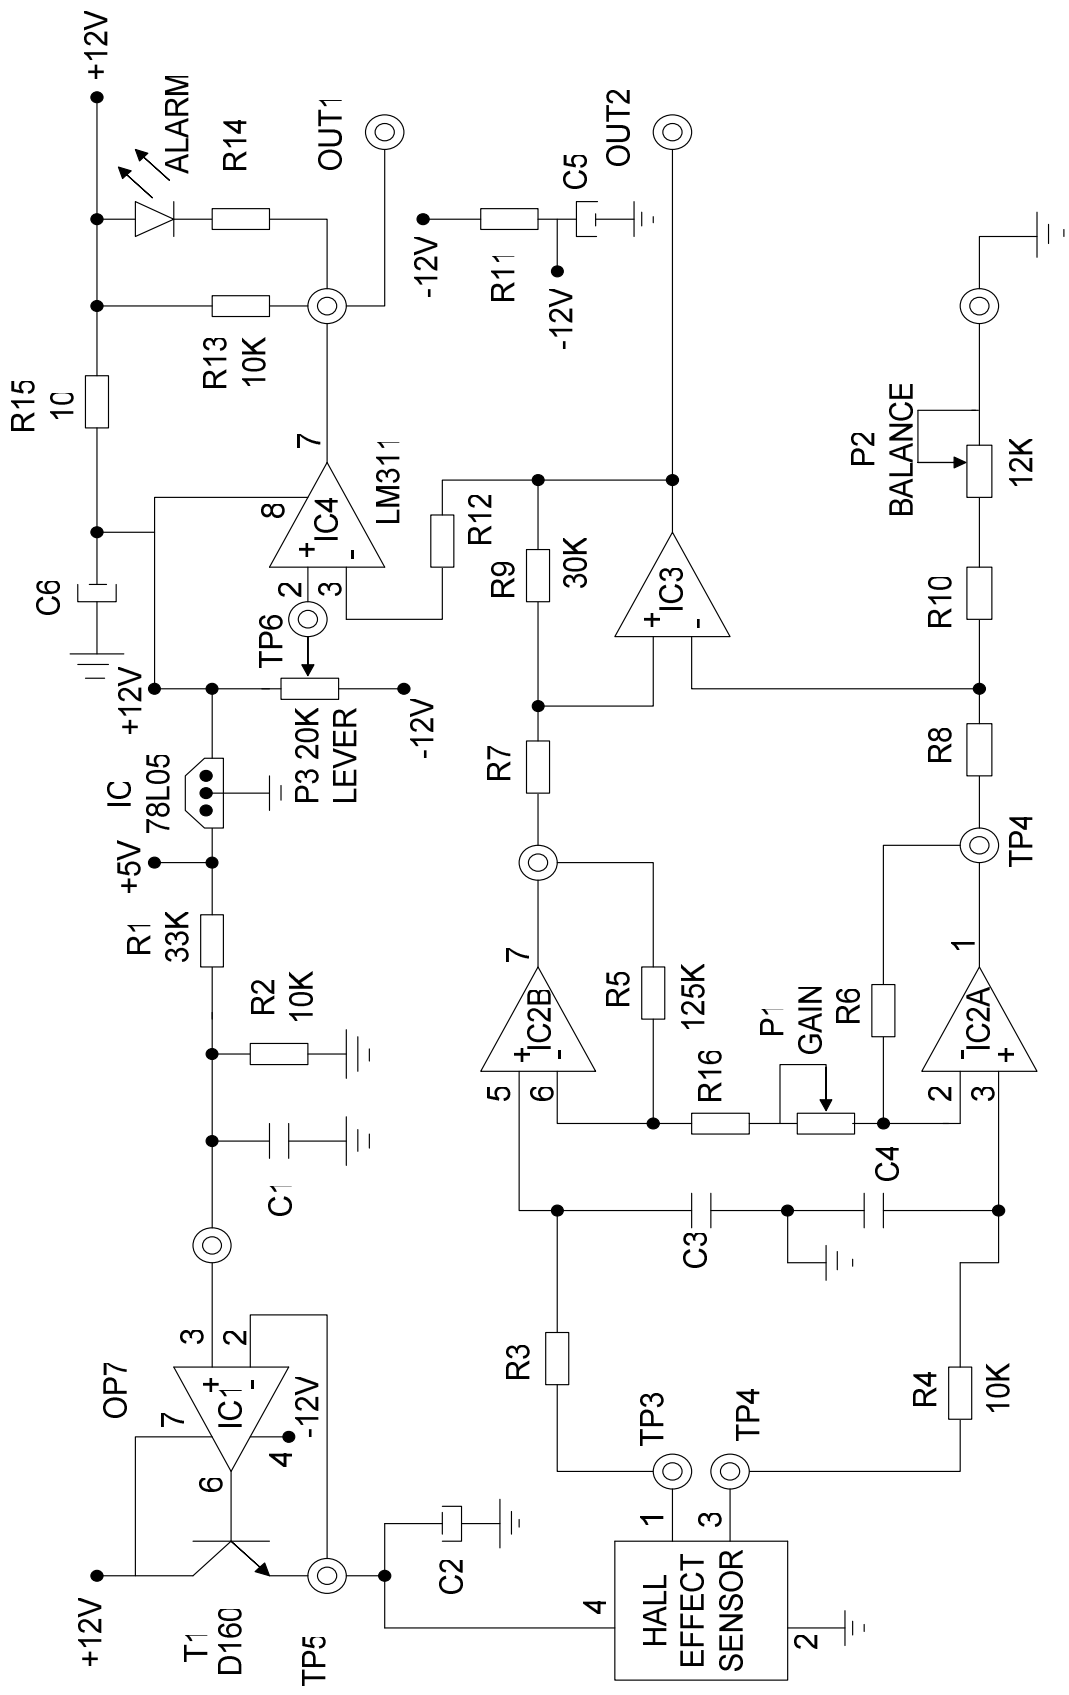 +12V
ALARM
R14
OUT1
R15
10
R13
10K
-12V
R11
-12V
C5
OUT2
C6
7
8
IC4
+
-
LM311
2
3
TP6
R12
R9
30K
P2
BALANCE
12K
+12V
P3 20K
LEVER
-12V
IC
78L05
+5V
R1
33K
R2
10K
C1
IC3
+
-
R10
R7
R8
TP4
7
IC2B
+
-
5
6
R5
125K
R16
P1
GAIN
R6
1
IC2A
-
+
2
3
C3
C4
OP7
3
2
+
-
IC1
7
6
4
-12V
+12V
T1
D160
TP5
C2
R3
R4
10K
TP3
TP4
1
3
4
2
HALL
EFFECT
SENSOR